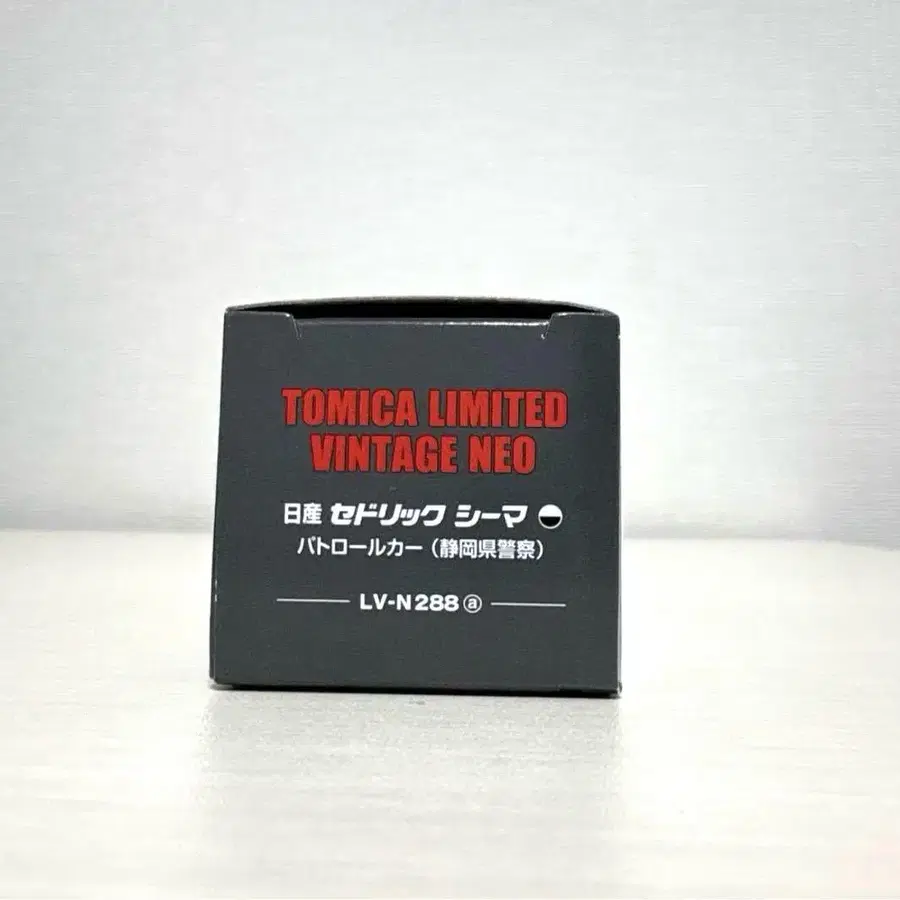 TOMICA LIMITED
VINTAGE NEO
日産 セドリック シーマ
パトロールカー（静岡県警察）
LV-N288ⓐ